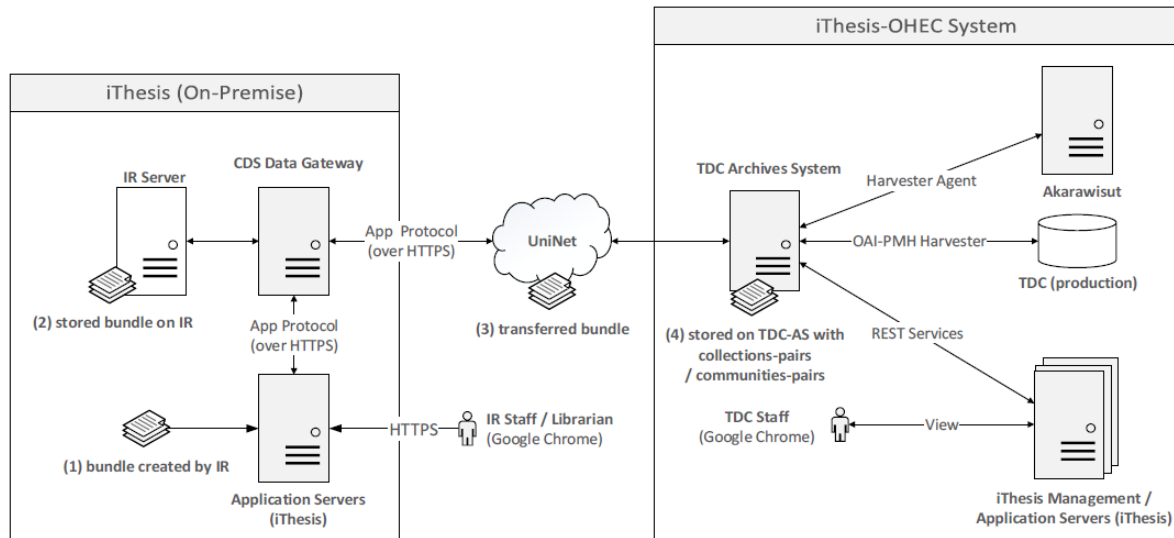 iThesis-OHEC System
iThesis (On-Premise)
CDS Data Gateway
IR Server
TDC Archives System
Harvester Agent
Akarawisut
App Protocol
(over HTTPS)
UniNet
OAI-PMH Harvester
TDC (production)
(2) stored bundle on IR
App Protocol
(over HTTPS)
(3) transferred bundle
(4) stored on TDC-AS with
collections-pairs
/ communities-pairs
REST Services
HTTPS
IR Staff / Librarian
(Google Chrome)
TDC Staff
(Google Chrome)
View
(1) bundle created by IR
Application Servers
(iThesis)
iThesis Management /
Application Servers (iThesis)